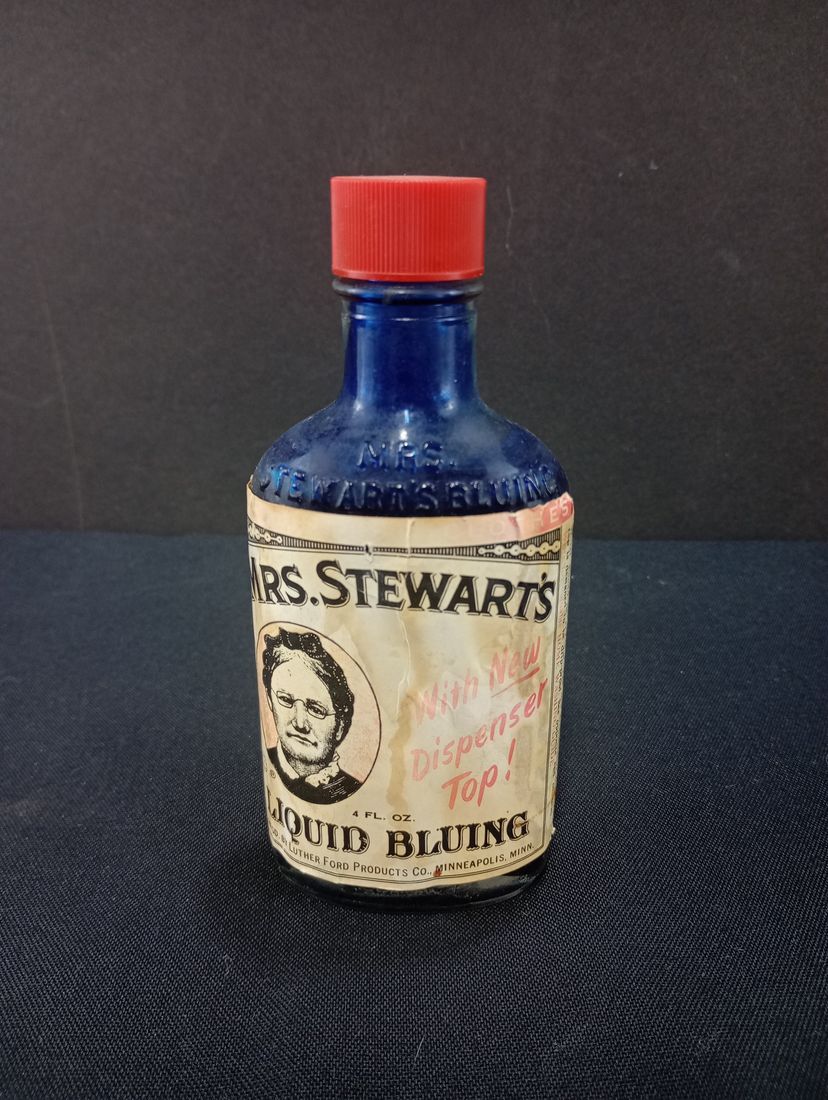 MRS.
STEWART'S BLUING
MRS. STEWART'S
With New
Dispenser
Top!
4 FL. OZ.
LIQUID BLUING
BY LUTHER FORD PRODUCTS CO., MINNEAPOLIS, MINN.